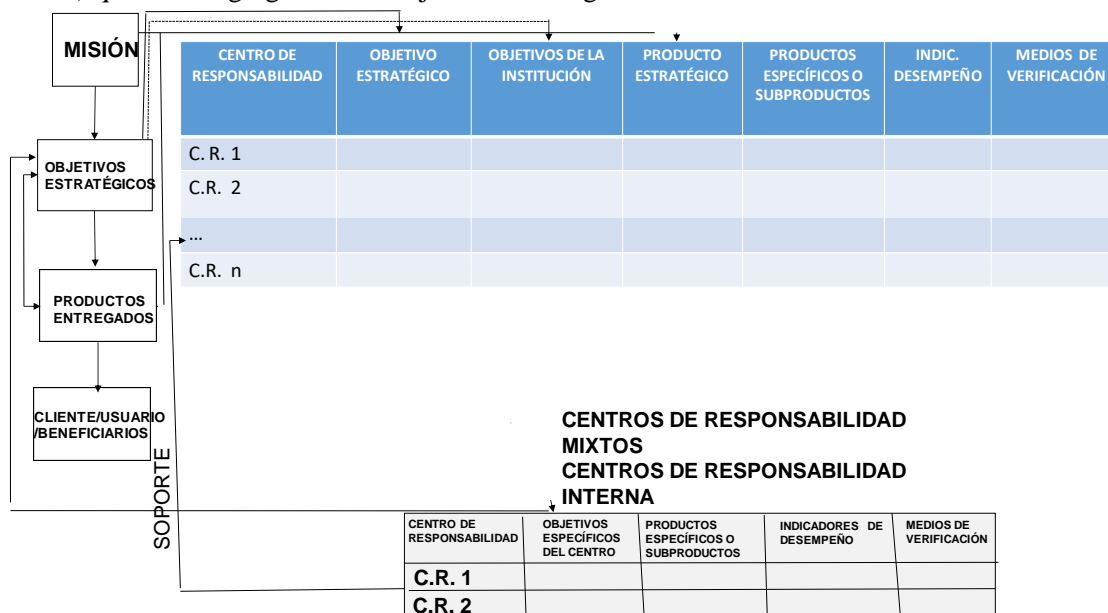 MISIÓN
CENTRO DE RESPONSABILIDAD
OBJETIVO ESTRATÉGICO
OBJETIVOS DE LA INSTITUCIÓN
PRODUCTO ESTRATÉGICO
PRODUCTOS ESPECÍFICOS O SUBPRODUCTOS
INDIC. DESEMPEÑO
MEDIOS DE VERIFICACIÓN
OBJETIVOS
ESTRATÉGICOS
C. R. 1
C.R. 2
...
C.R. n
PRODUCTOS
ENTREGADOS
CLIENTE/USUARIO
/BENEFICIARIOS
SOPORTE
CENTROS DE RESPONSABILIDAD
MIXTOS
CENTROS DE RESPONSABILIDAD
INTERNA
CENTRO DE RESPONSABILIDAD
OBJETIVOS ESPECÍFICOS DEL CENTRO
PRODUCTOS ESPECÍFICOS O SUBPRODUCTOS
INDICADORES DE DESEMPEÑO
MEDIOS DE VERIFICACIÓN
C.R. 1
C.R. 2